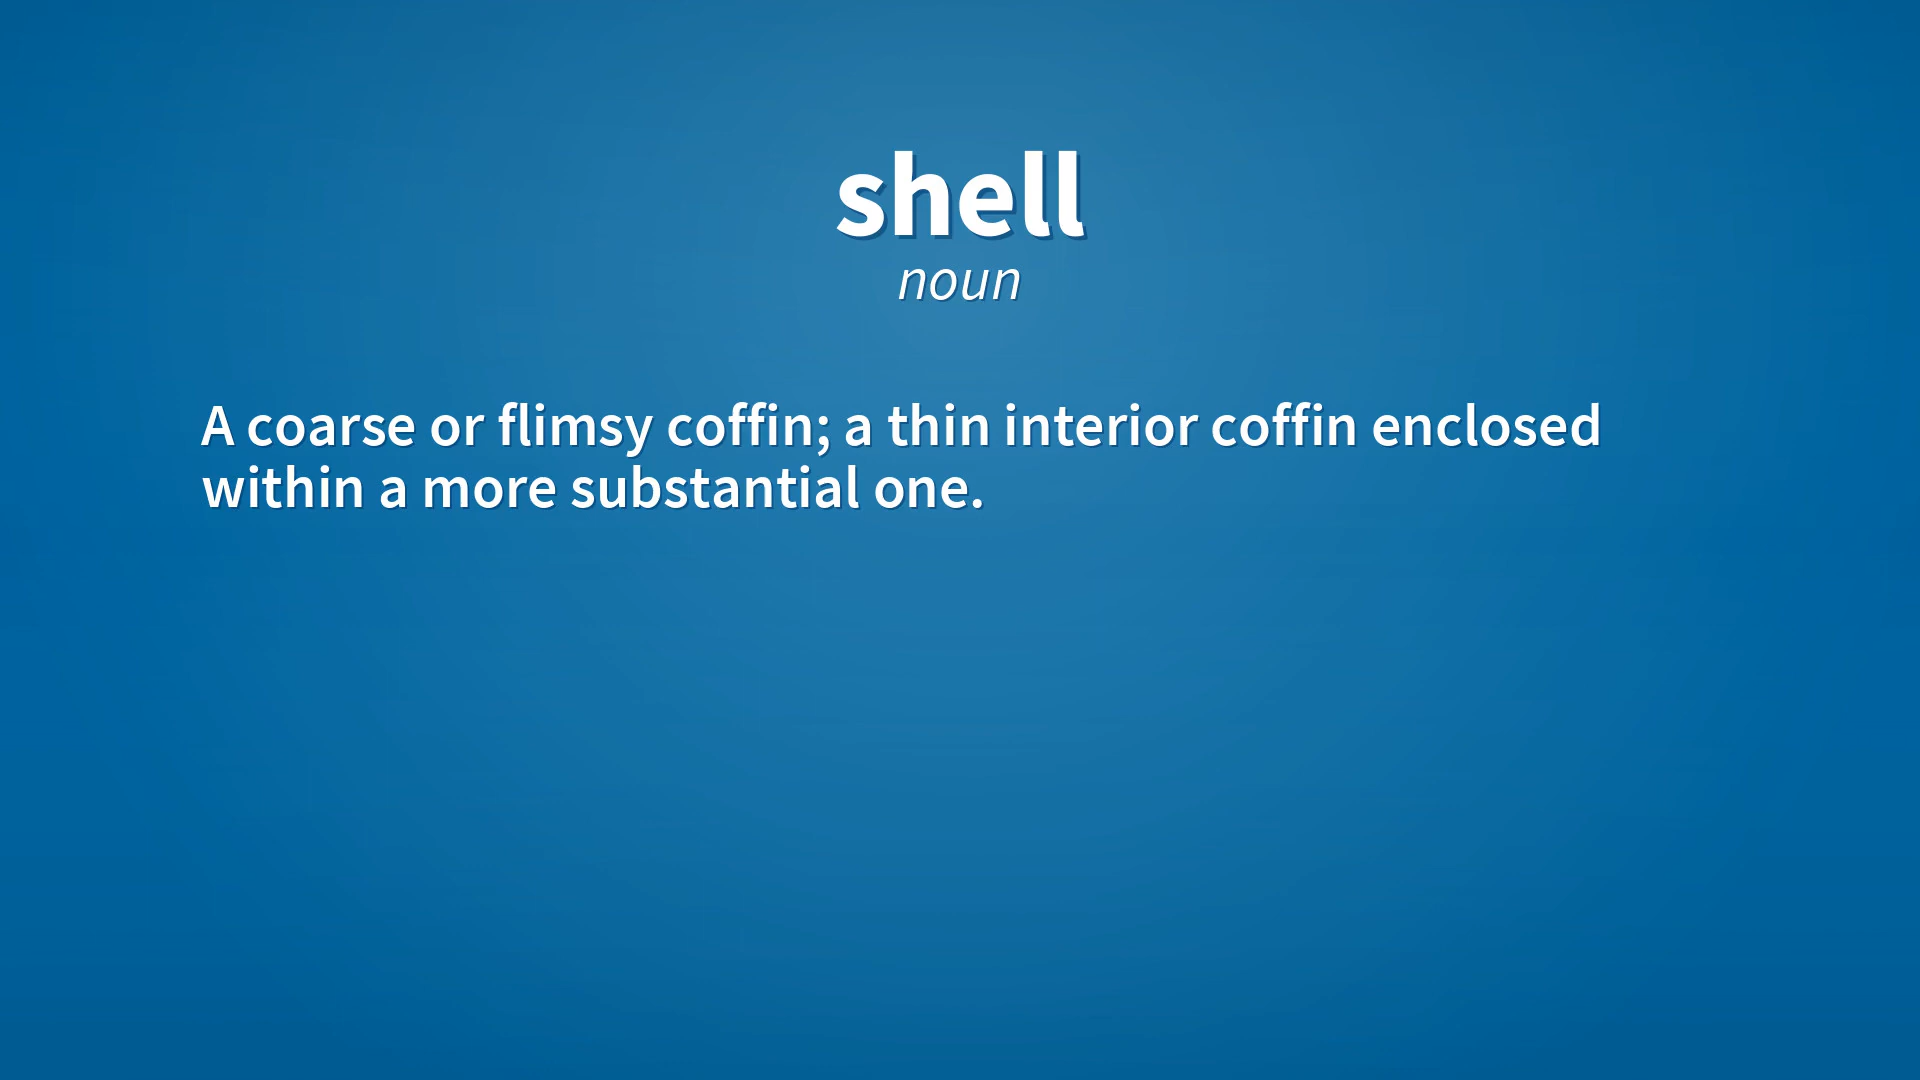 shell
noun
A coarse or flimsy coffin; a thin interior coffin enclosed
within a more substantial one.